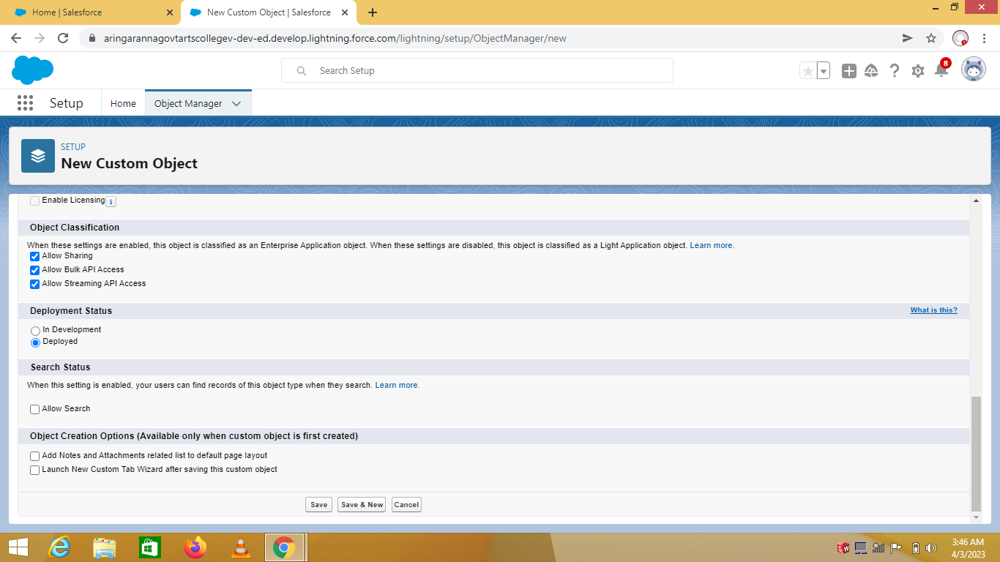 Home | Salesforce
New Custom Object | Salesforce
aringarannagovtartscollegev-dev-ed.develop.lightning.force.com/lightning/setup/ObjectManager/new
Search Setup
8
Setup
Home
Object Manager
SETUP
New Custom Object
Enable Licensing i
Object Classification
When these settings are enabled, this object is classified as an Enterprise Application object. When these settings are disabled, this object is classified as a Light Application object. Learn more.
Allow Sharing
Allow Bulk API Access
Allow Streaming API Access
Deployment Status
What is this?
In Development
Deployed
Search Status
When this setting is enabled, your users can find records of this object type when they search. Learn more.
Allow Search
Object Creation Options (Available only when custom object is first created)
Add Notes and Attachments related list to default page layout
Launch New Custom Tab Wizard after saving this custom object
Save
Save & New
Cancel
3:46 AM
4/3/2023